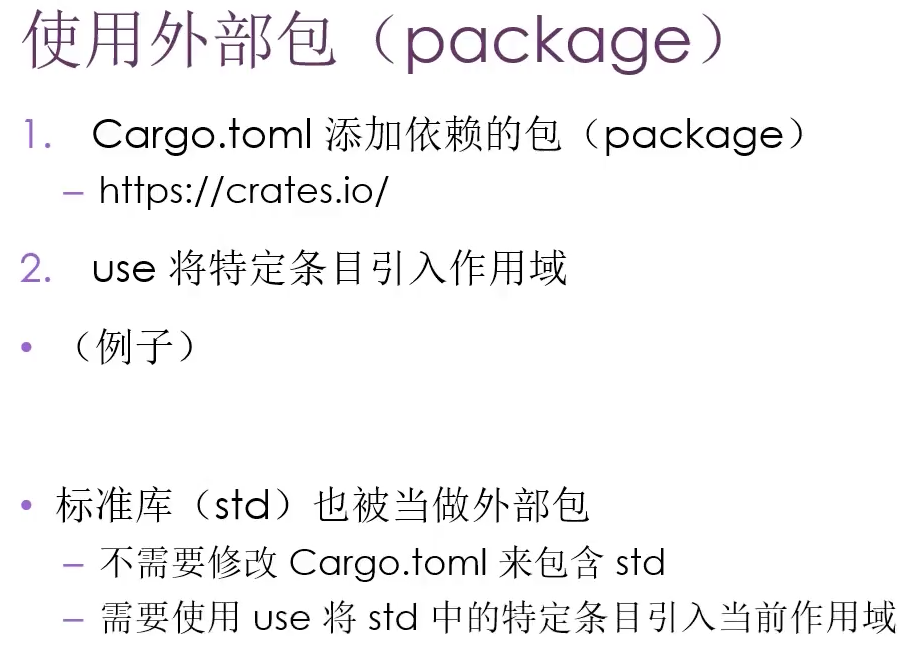 使用外部包（package）
1. Cargo.toml 添加依赖的包（package）
– https://crates.io/
2. use 将特定条目引入作用域
• （例子）
• 标准库（std）也被当做外部包
– 不需要修改 Cargo.toml 来包含 std
– 需要使用 use 将 std 中的特定条目引入当前作用域